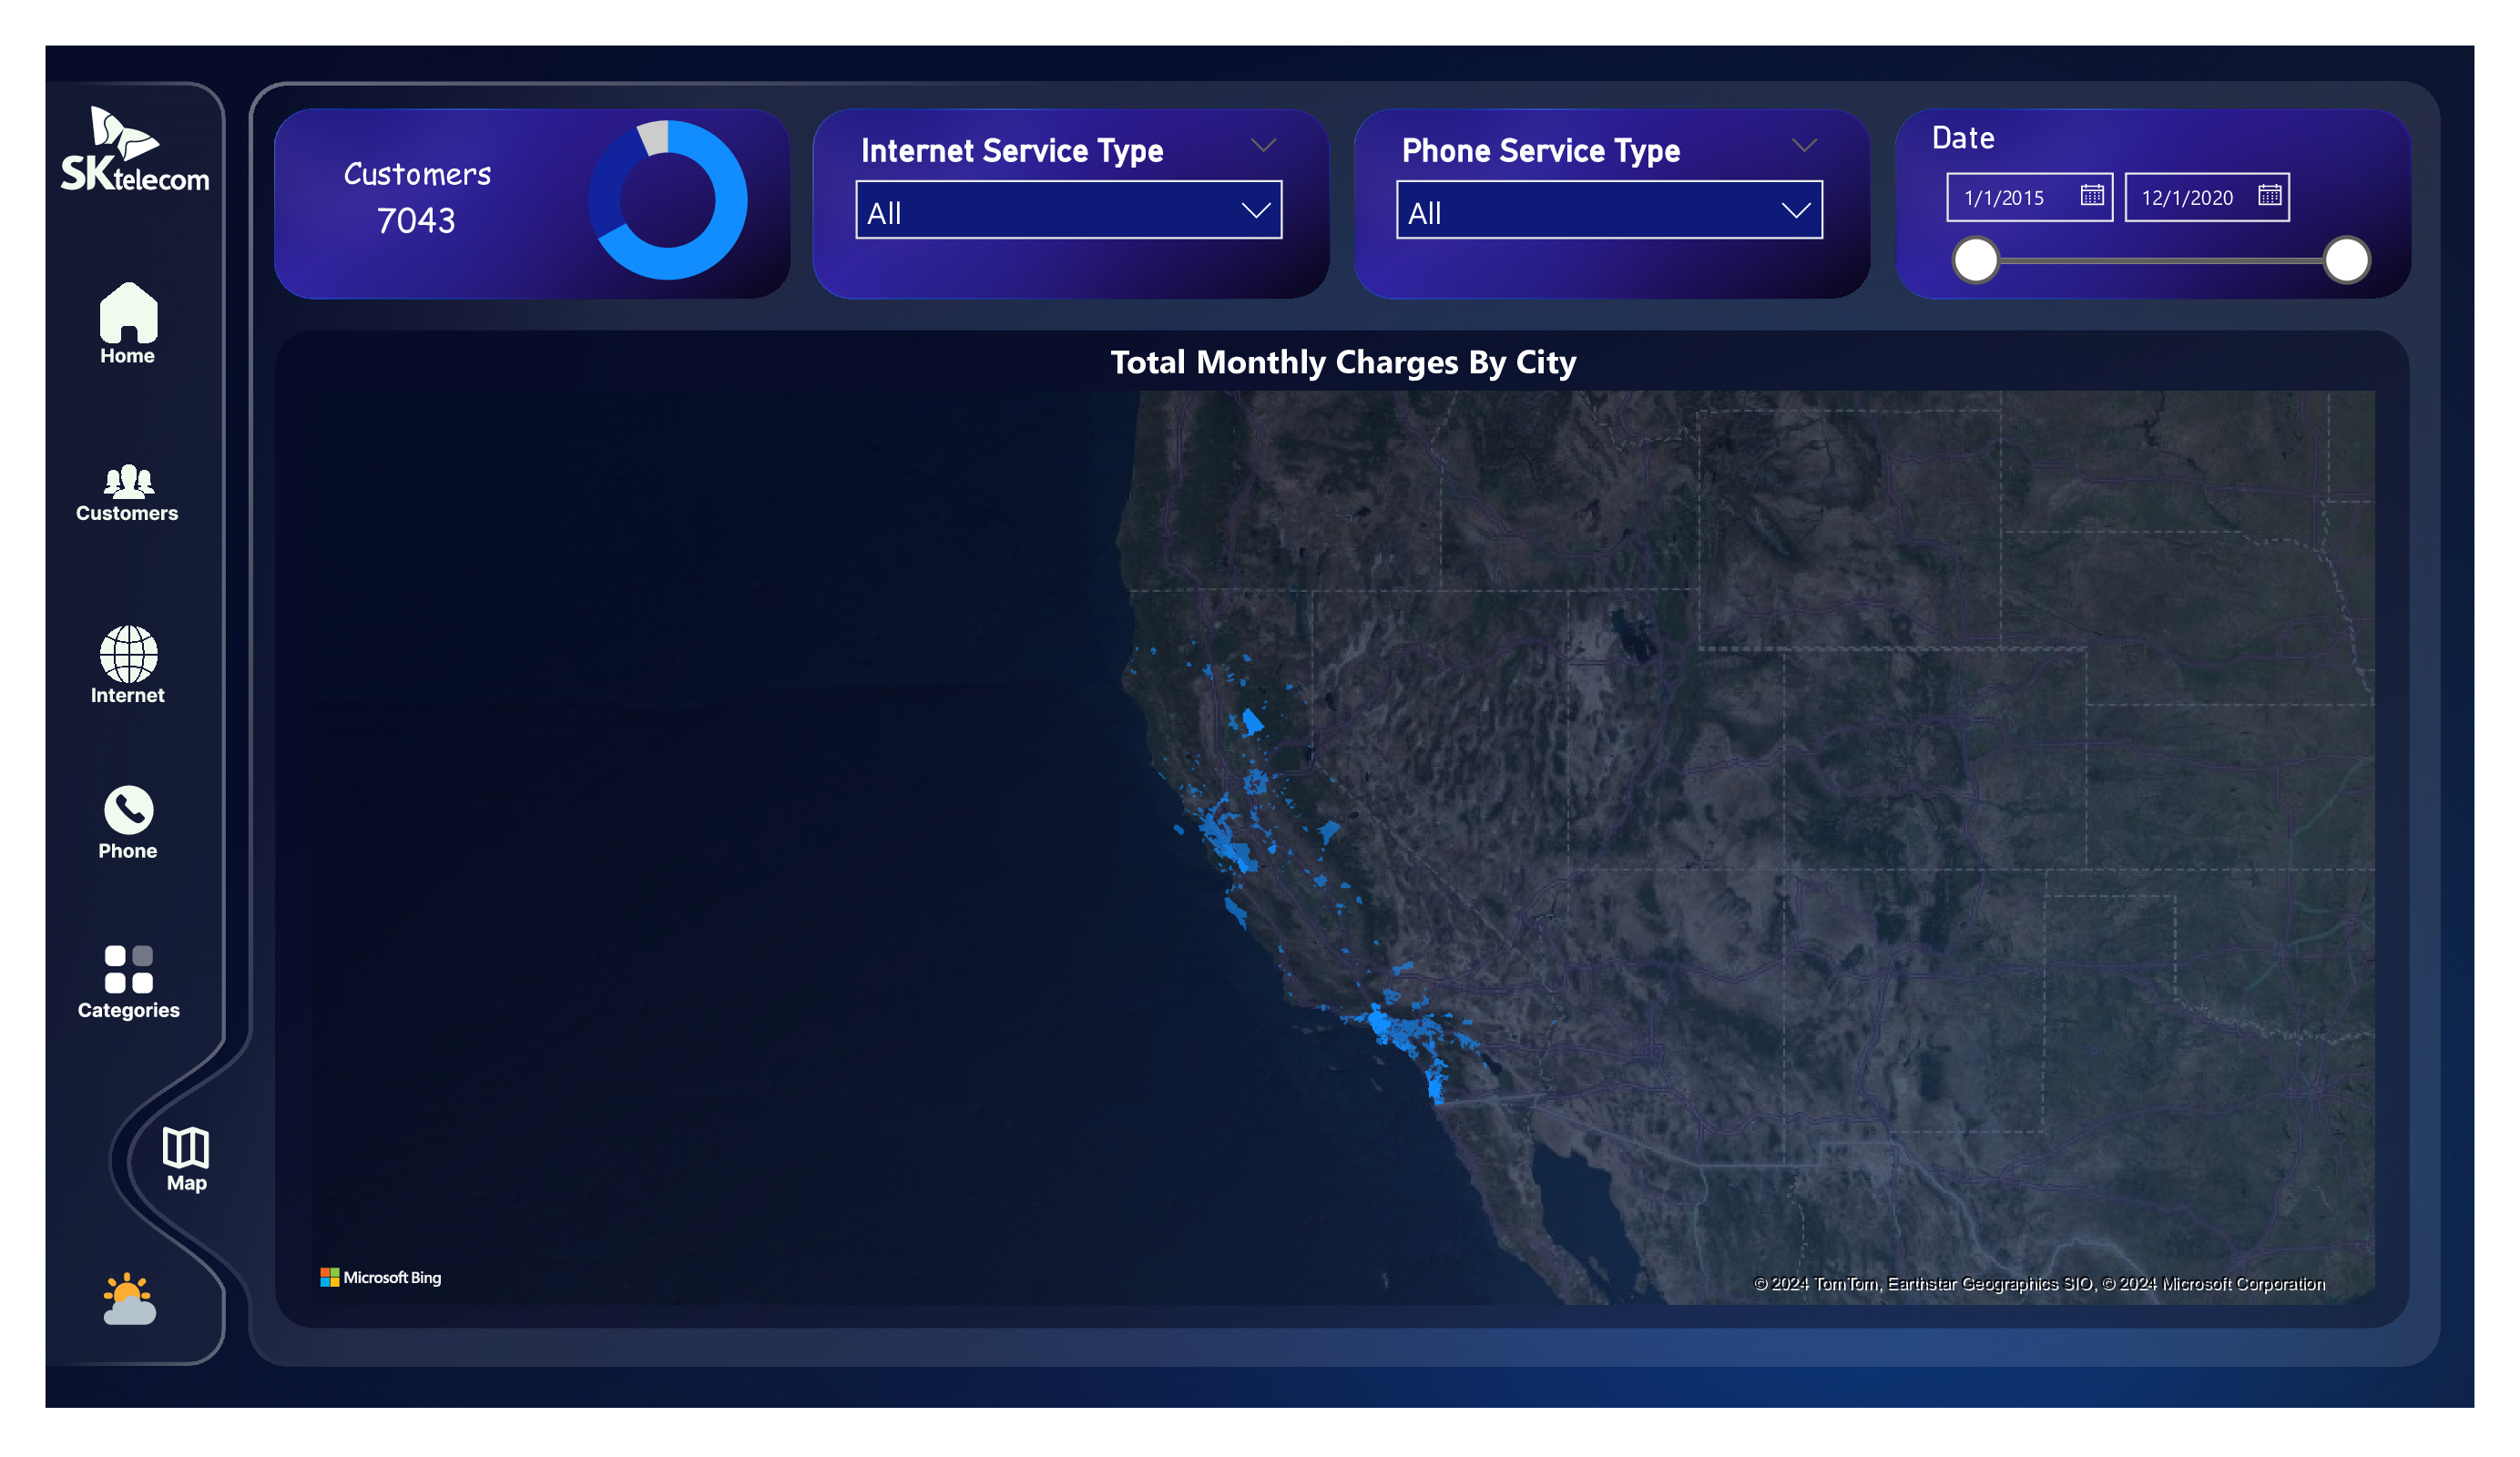 SK telecom
Customers
7043
Internet Service Type
All
Phone Service Type
All
Date
1/1/2015
12/1/2020
Home
Customers
Internet
Phone
Categories
Map
Total Monthly Charges By City
Microsoft Bing
© 2024 TomTom, Earthstar Geographics SIO, © 2024 Microsoft Corporation